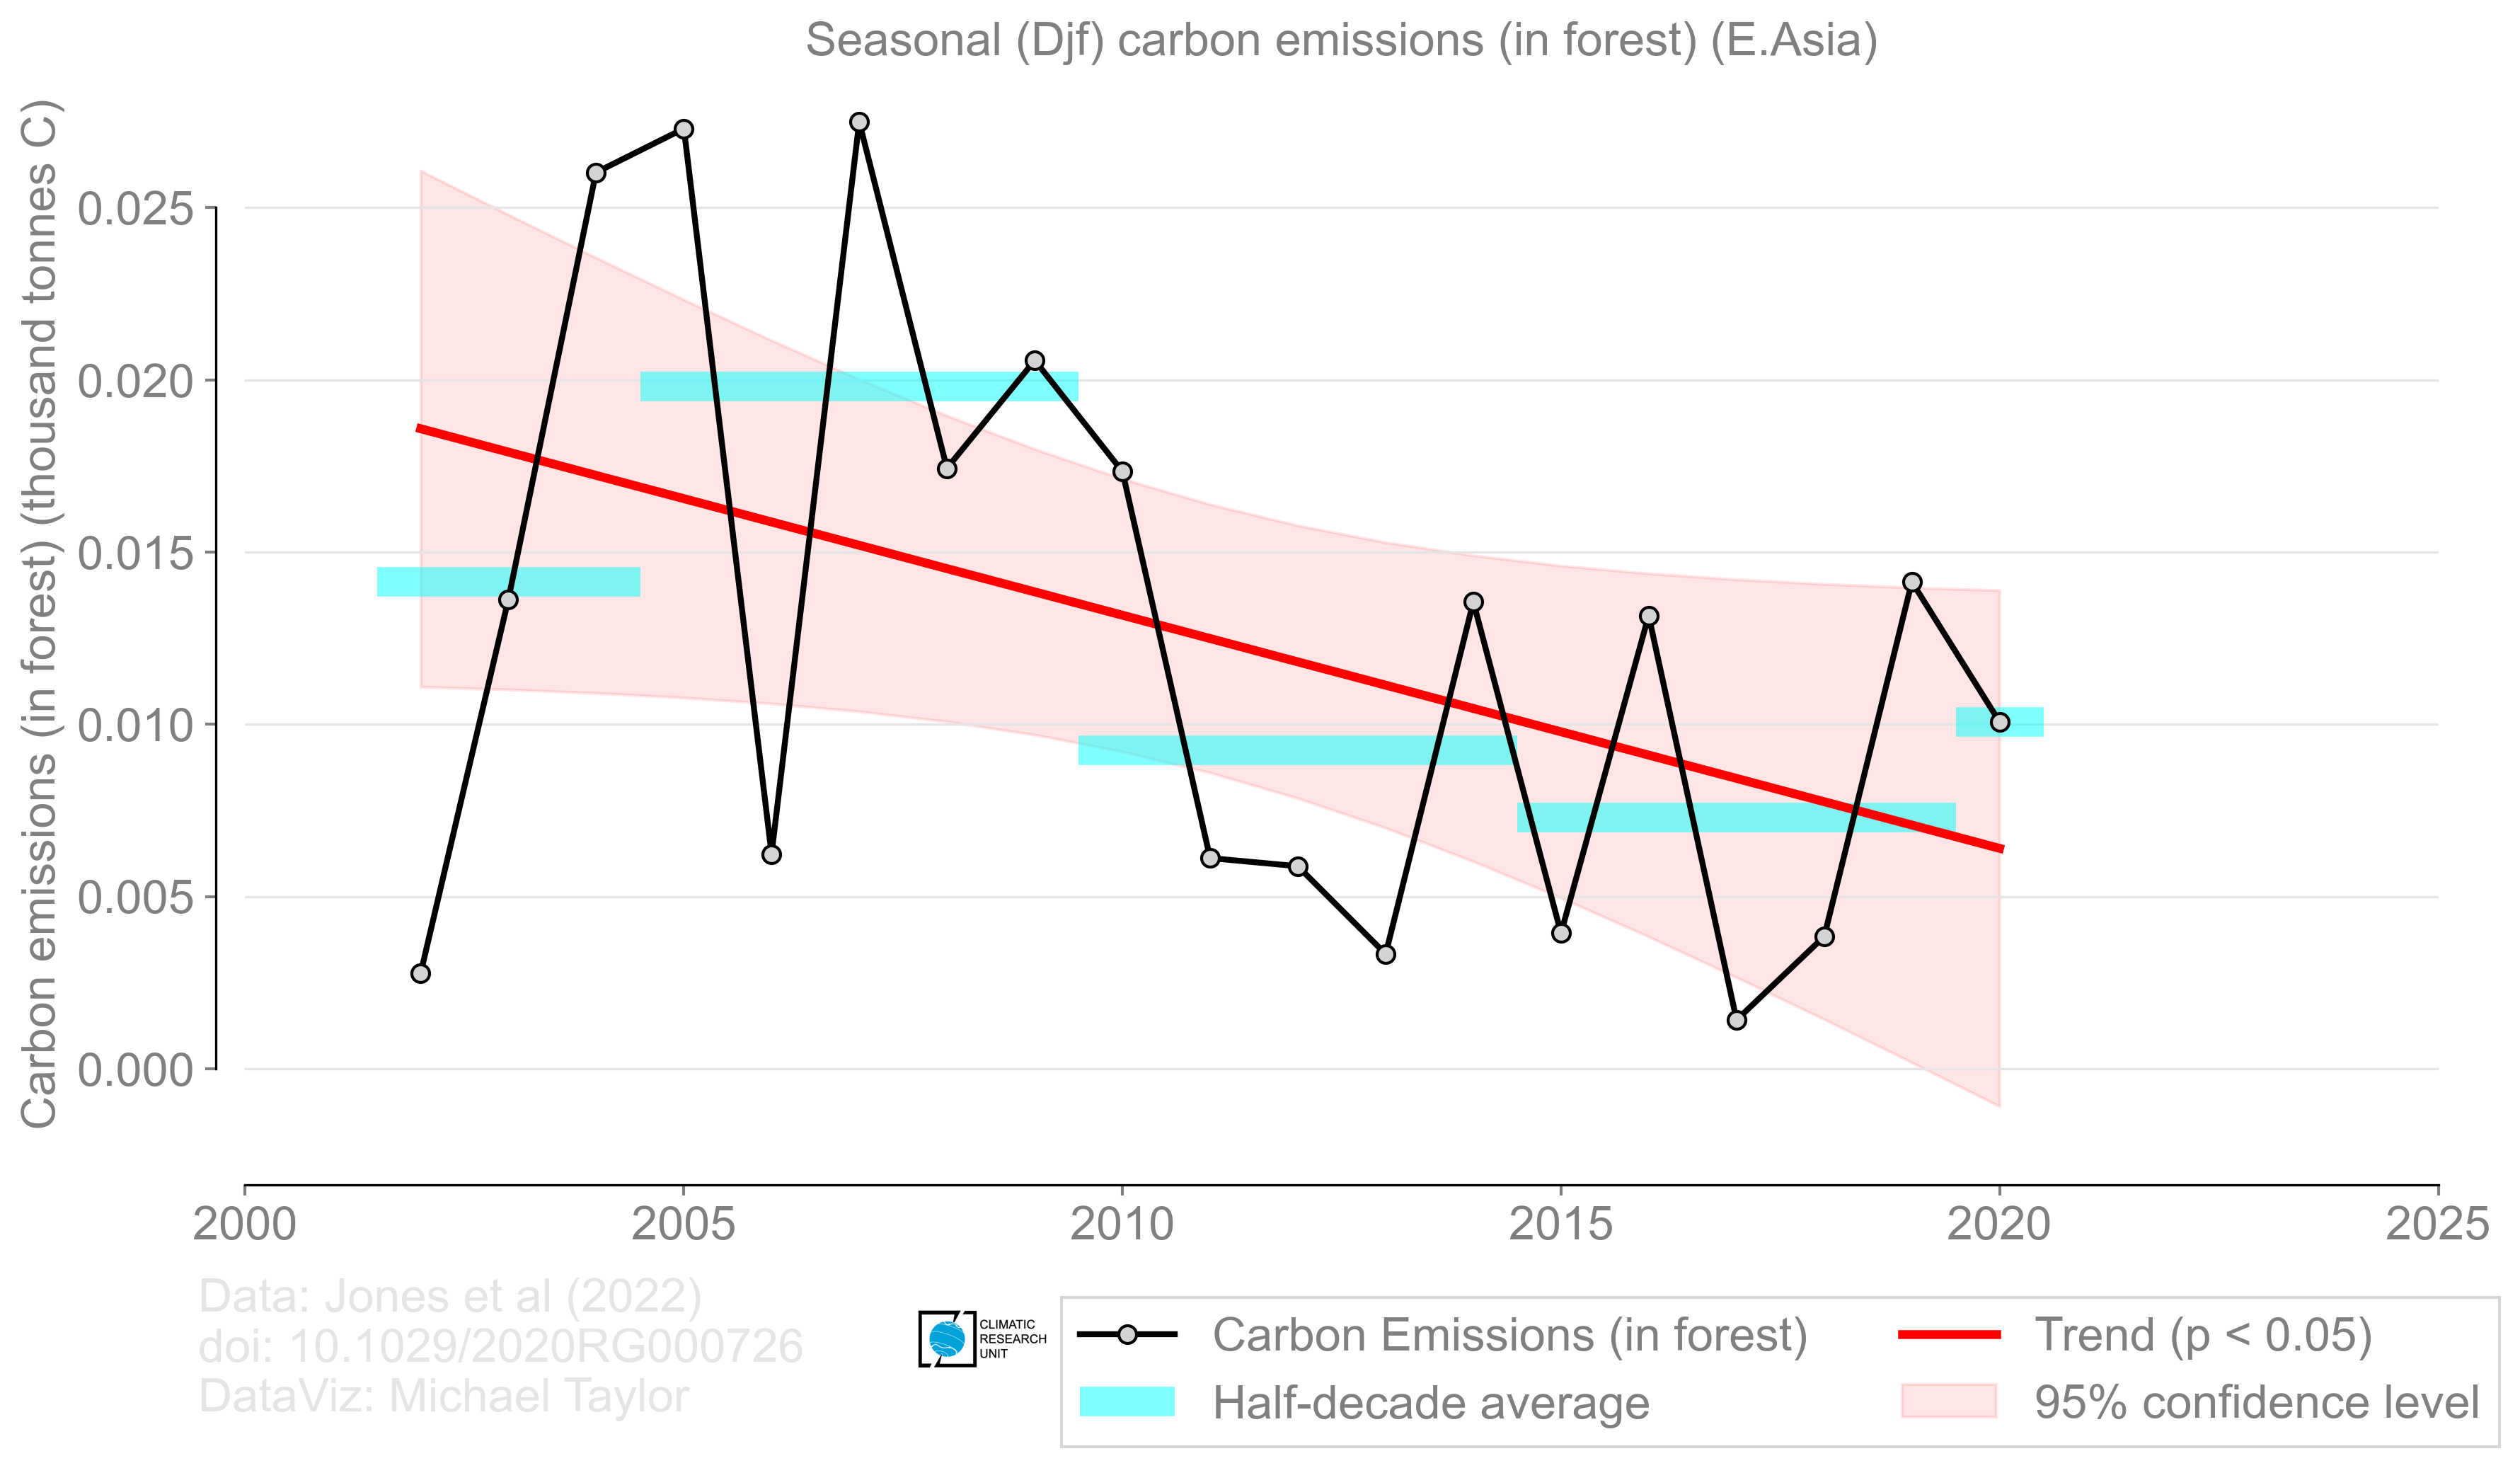 Seasonal (Djf) carbon emissions (in forest) (E.Asia)
Carbon emissions (in forest) (thousand tonnes C)
0.025
0.020
0.015
0.010
0.005
0.000
2000
2005
2010
2015
2020
2025
Data: Jones et al (2022)
doi: 10.1029/2020RG000726
DataViz: Michael Taylor
CLIMATIC
RESEARCH
UNIT
Carbon Emissions (in forest)
Half-decade average
Trend (p < 0.05)
95% confidence level